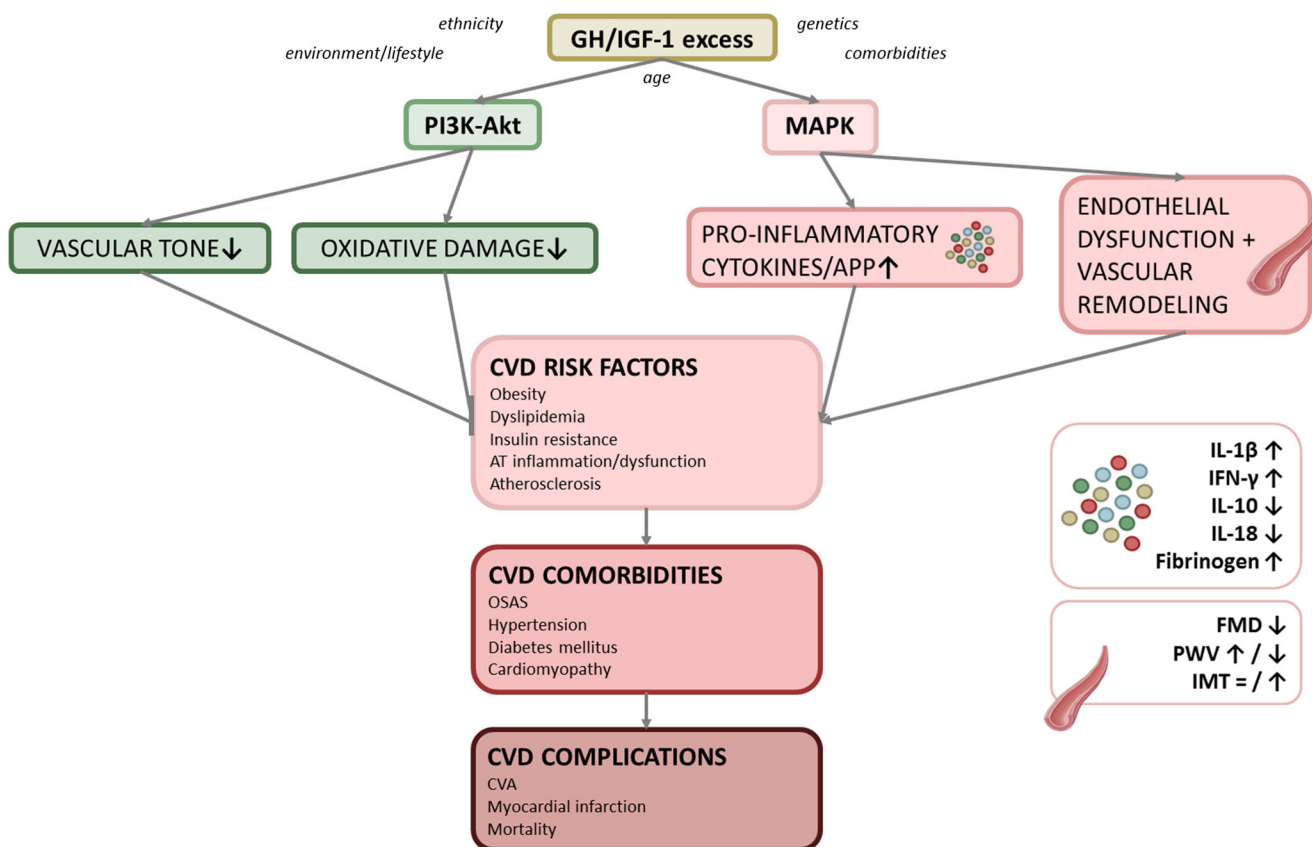 ethnicity
GH/IGF-1 excess
genetics
environment/lifestyle
comorbidities
age
PI3K-Akt
MAPK
VASCULAR TONE↓
OXIDATIVE DAMAGE↓
PRO-INFLAMMATORY
CYTOKINES/APP↑
ENDOTHELIAL
DYSFUNCTION +
VASCULAR
REMODELING
CVD RISK FACTORS
Obesity
Dyslipidemia
Insulin resistance
AT inflammation/dysfunction
Atherosclerosis
IL-1β ↑
IFN-γ ↑
IL-10 ↓
IL-18 ↓
Fibrinogen ↑
CVD COMORBIDITIES
OSAS
Hypertension
Diabetes mellitus
Cardiomyopathy
FMD ↓
PWV ↑ / ↓
IMT = / ↑
CVD COMPLICATIONS
CVA
Myocardial infarction
Mortality